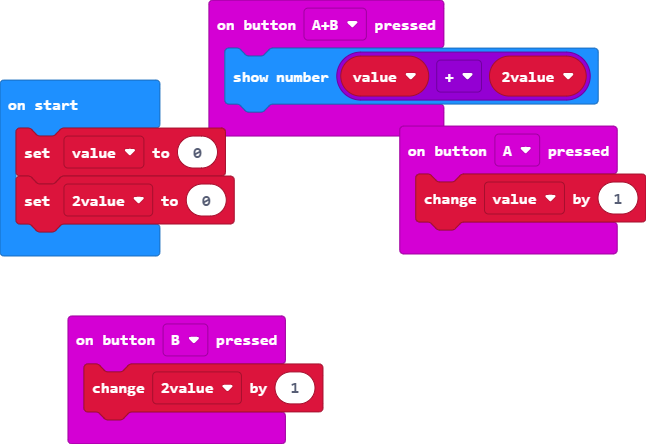 on button A+B pressed
show number value + 2value
on start
set value to 0
set 2value to 0
on button A pressed
change value by 1
on button B pressed
change 2value by 1